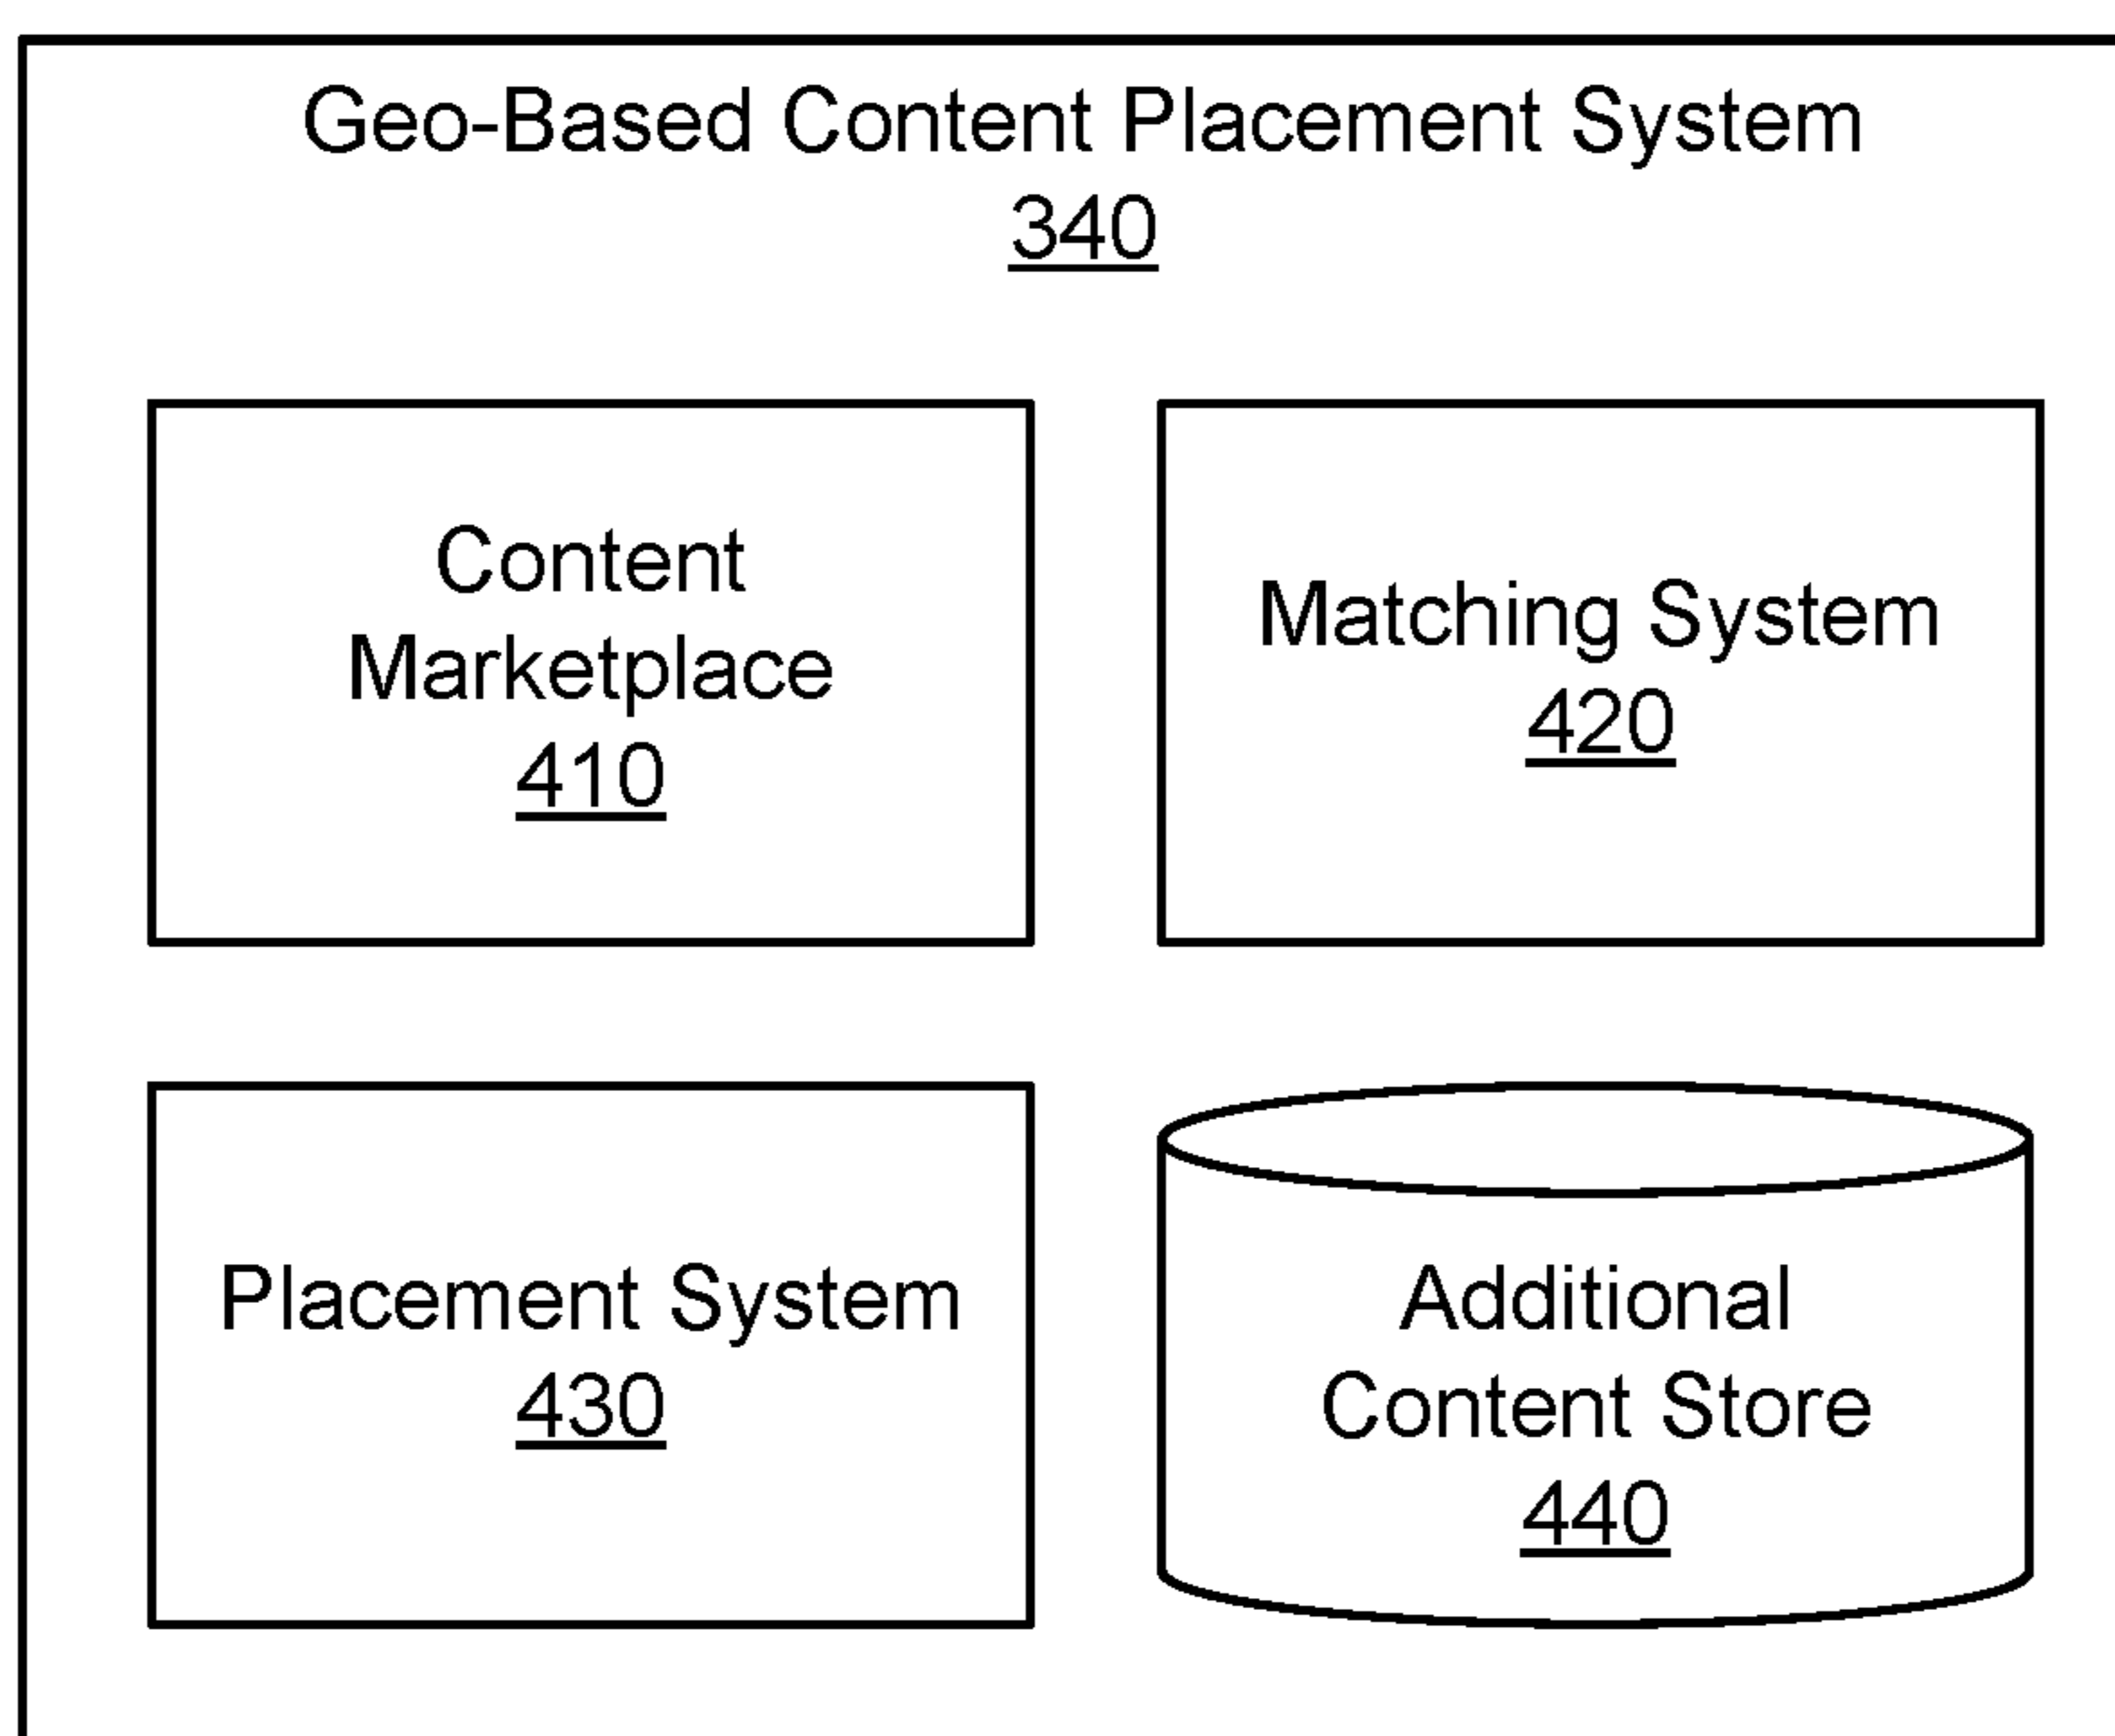 Geo-Based Content Placement System
340
Content
Marketplace
410
Matching System
420
Placement System
430
Additional
Content Store
440